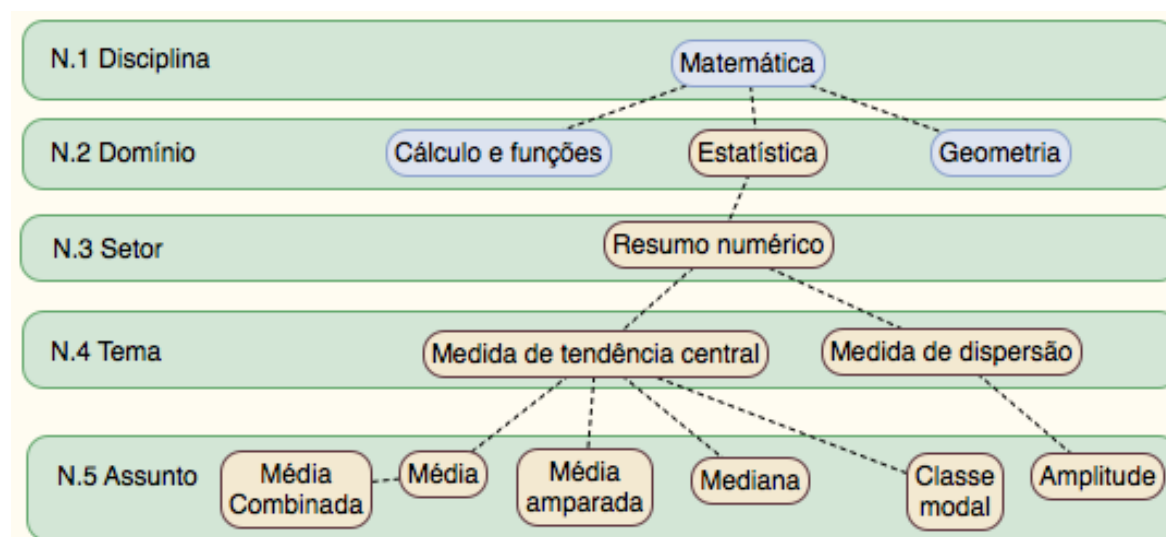 N.1 Disciplina
Matemática
N.2 Domínio
Cálculo e funções
Estatística
Geometria
N.3 Setor
Resumo numérico
N.4 Tema
Medida de tendência central
Medida de dispersão
N.5 Assunto
Média
Combinada
Média
Média
amparada
Mediana
Classe
modal
Amplitude